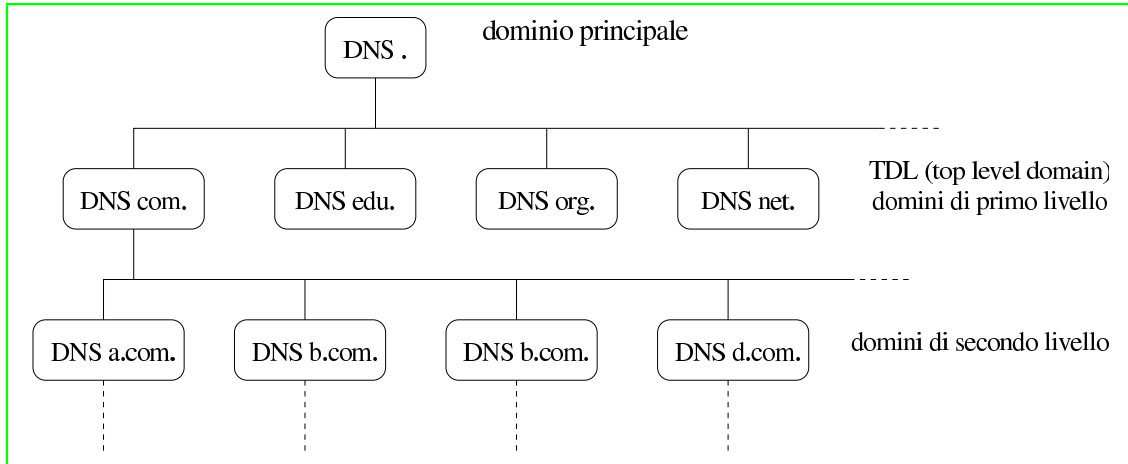 DNS .
dominio principale
DNS com.
DNS edu.
DNS org.
DNS net.
TDL (top level domain)
domini di primo livello
DNS a.com.
DNS b.com.
DNS b.com.
DNS d.com.
domini di secondo livello